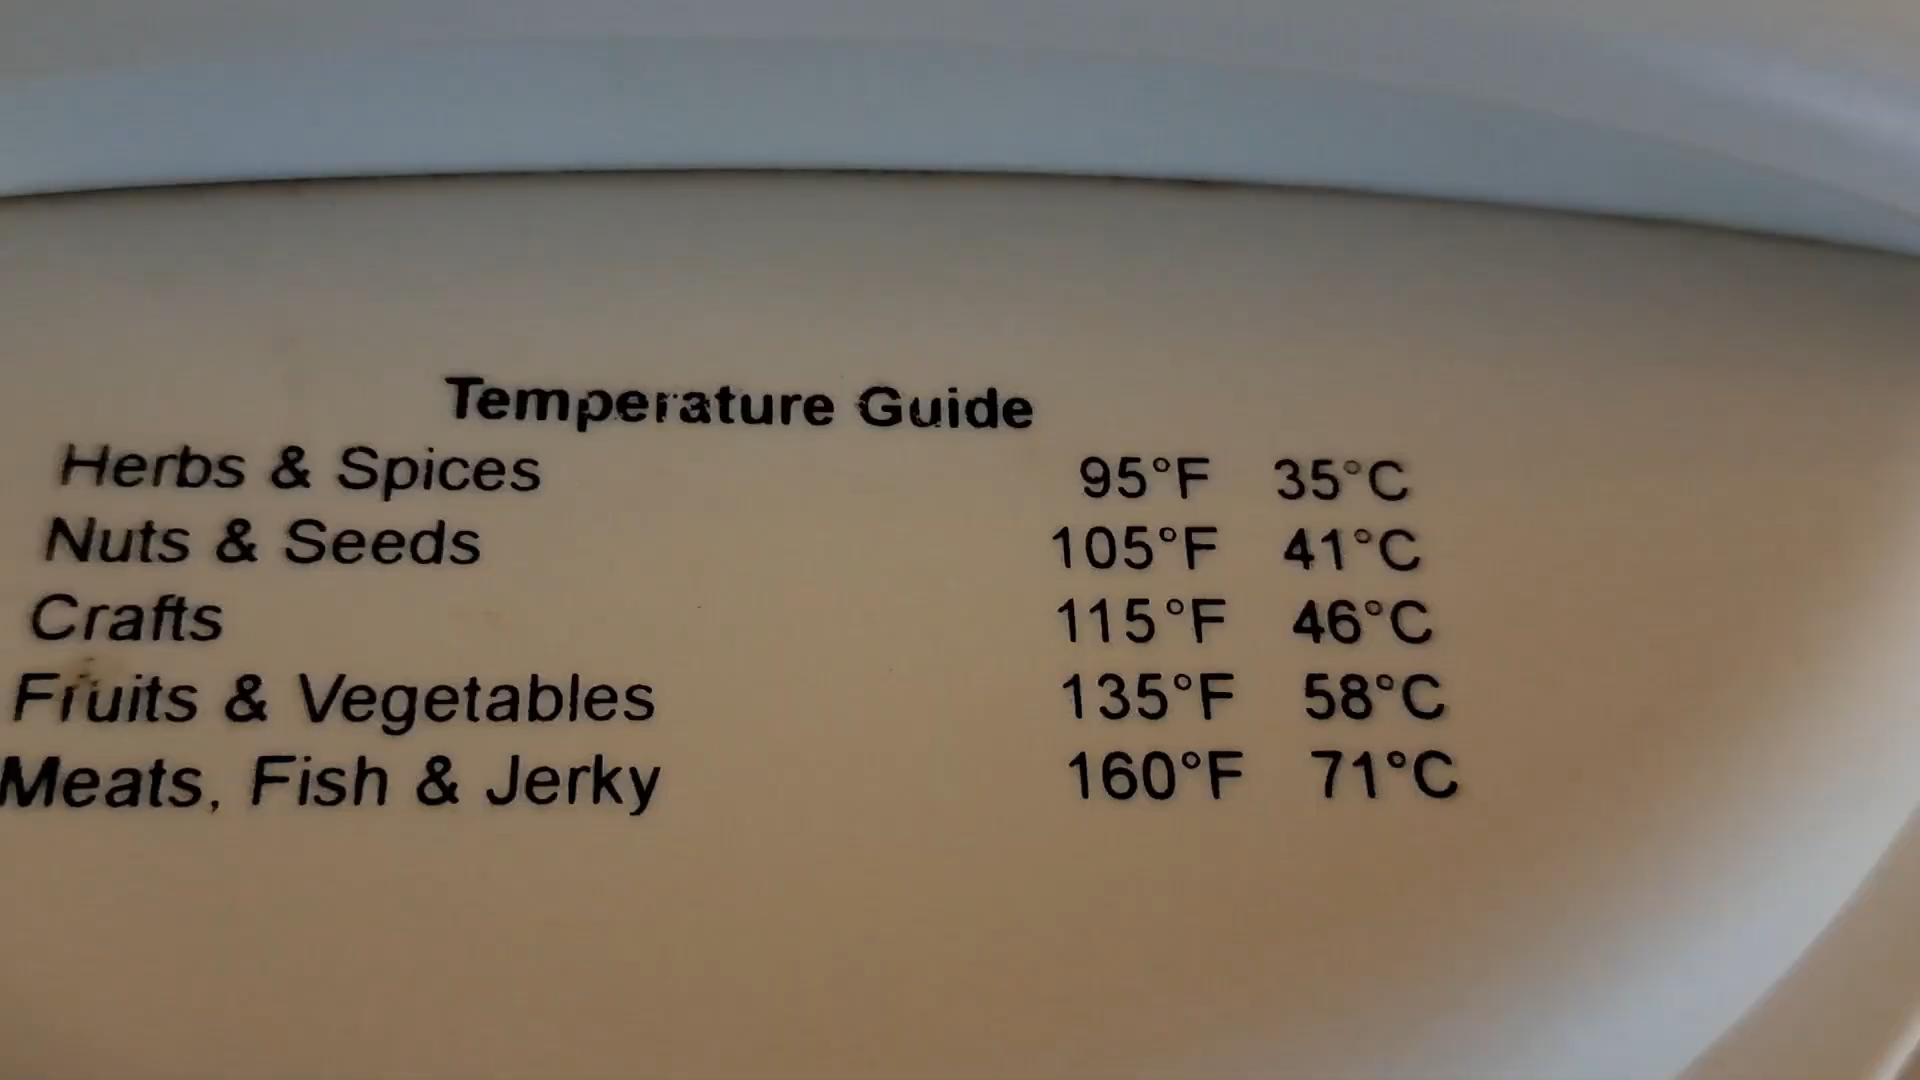 Temperature Guide
Herbs & Spices 95°F 35°C
Nuts & Seeds 105°F 41°C
Crafts 115°F 46°C
Fruits & Vegetables 135°F 58°C
Meats, Fish & Jerky 160°F 71°C